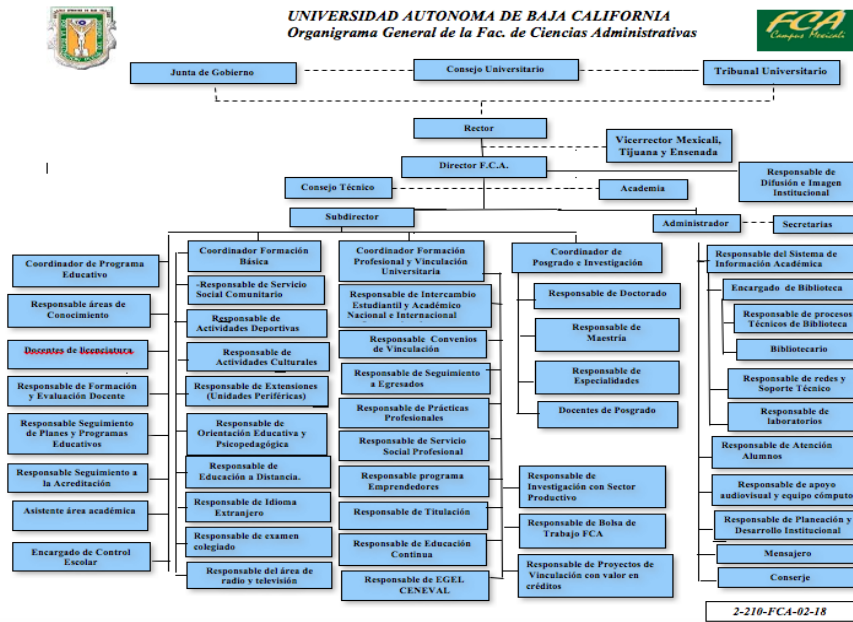 UNIVERSIDAD AUTONOMA DE BAJA CALIFORNIA
Organigrama General de la Fac. de Ciencias Administrativas
FCA
Campus Mexicali
Junta de Gobierno
Consejo Universitario
Tribunal Universitario
Rector
Vicerrector Mexicali,
Tijuana y Ensenada
Director F.C.A.
Responsable de
Difusión e Imagen
Institucional
Consejo Técnico
Academia
Subdirector
Administrador
Secretarias
Coordinador de Programa
Educativo
Responsable áreas de
Conocimiento
Docentes de licenciatura
Responsable de Formación
y Evaluación Docente
Responsable Seguimiento
de Planes y Programas
Educativos
Responsable Seguimiento a
la Acreditación
Asistente área académica
Encargado de Control
Escolar
Coordinador Formación
Básica
-Responsable de Servicio
Social Comunitario
Responsable de
Actividades Deportivas
Responsable de
Actividades Culturales
Responsable de Extensiones
(Unidades Periféricas)
Responsable de
Orientación Educativa y
Psicopedagógica
Responsable de
Educación a Distancia.
Responsable de Idioma
Extranjero
Responsable de examen
colegiado
Responsable del área de
radio y televisión
Coordinador Formación
Profesional y Vinculación
Universitaria
Responsable de Intercambio
Estudiantil y Académico
Nacional e Internacional
Responsable Convenios
de Vinculación
Responsable de Seguimiento
a Egresados
Responsable de Prácticas
Profesionales
Responsable de Servicio
Social Profesional
Responsable programa
Emprendedores
Responsable de Titulación
Responsable de Educación
Continua
Responsable de EGEL
CENEVAL
Coordinador de
Posgrado e Investigación
Responsable de Doctorado
Responsable de
Maestría
Responsable de
Especialidades
Docentes de Posgrado
Responsable de
Investigación con Sector
Productivo
Responsable de Bolsa de
Trabajo FCA
Responsable de Proyectos de
Vinculación con valor en
créditos
Responsable del Sistema de
Información Académica
Encargado de Biblioteca
Responsable de procesos
Técnicos de Biblioteca
Bibliotecario
Responsable de redes y
Soporte Técnico
Responsable de
laboratorios
Responsable de Atención
Alumnos
Responsable de apoyo
audiovisual y equipo cómputo
Responsable de Planeación y
Desarrollo Institucional
Mensajero
Conserje
2-210-FCA-02-18